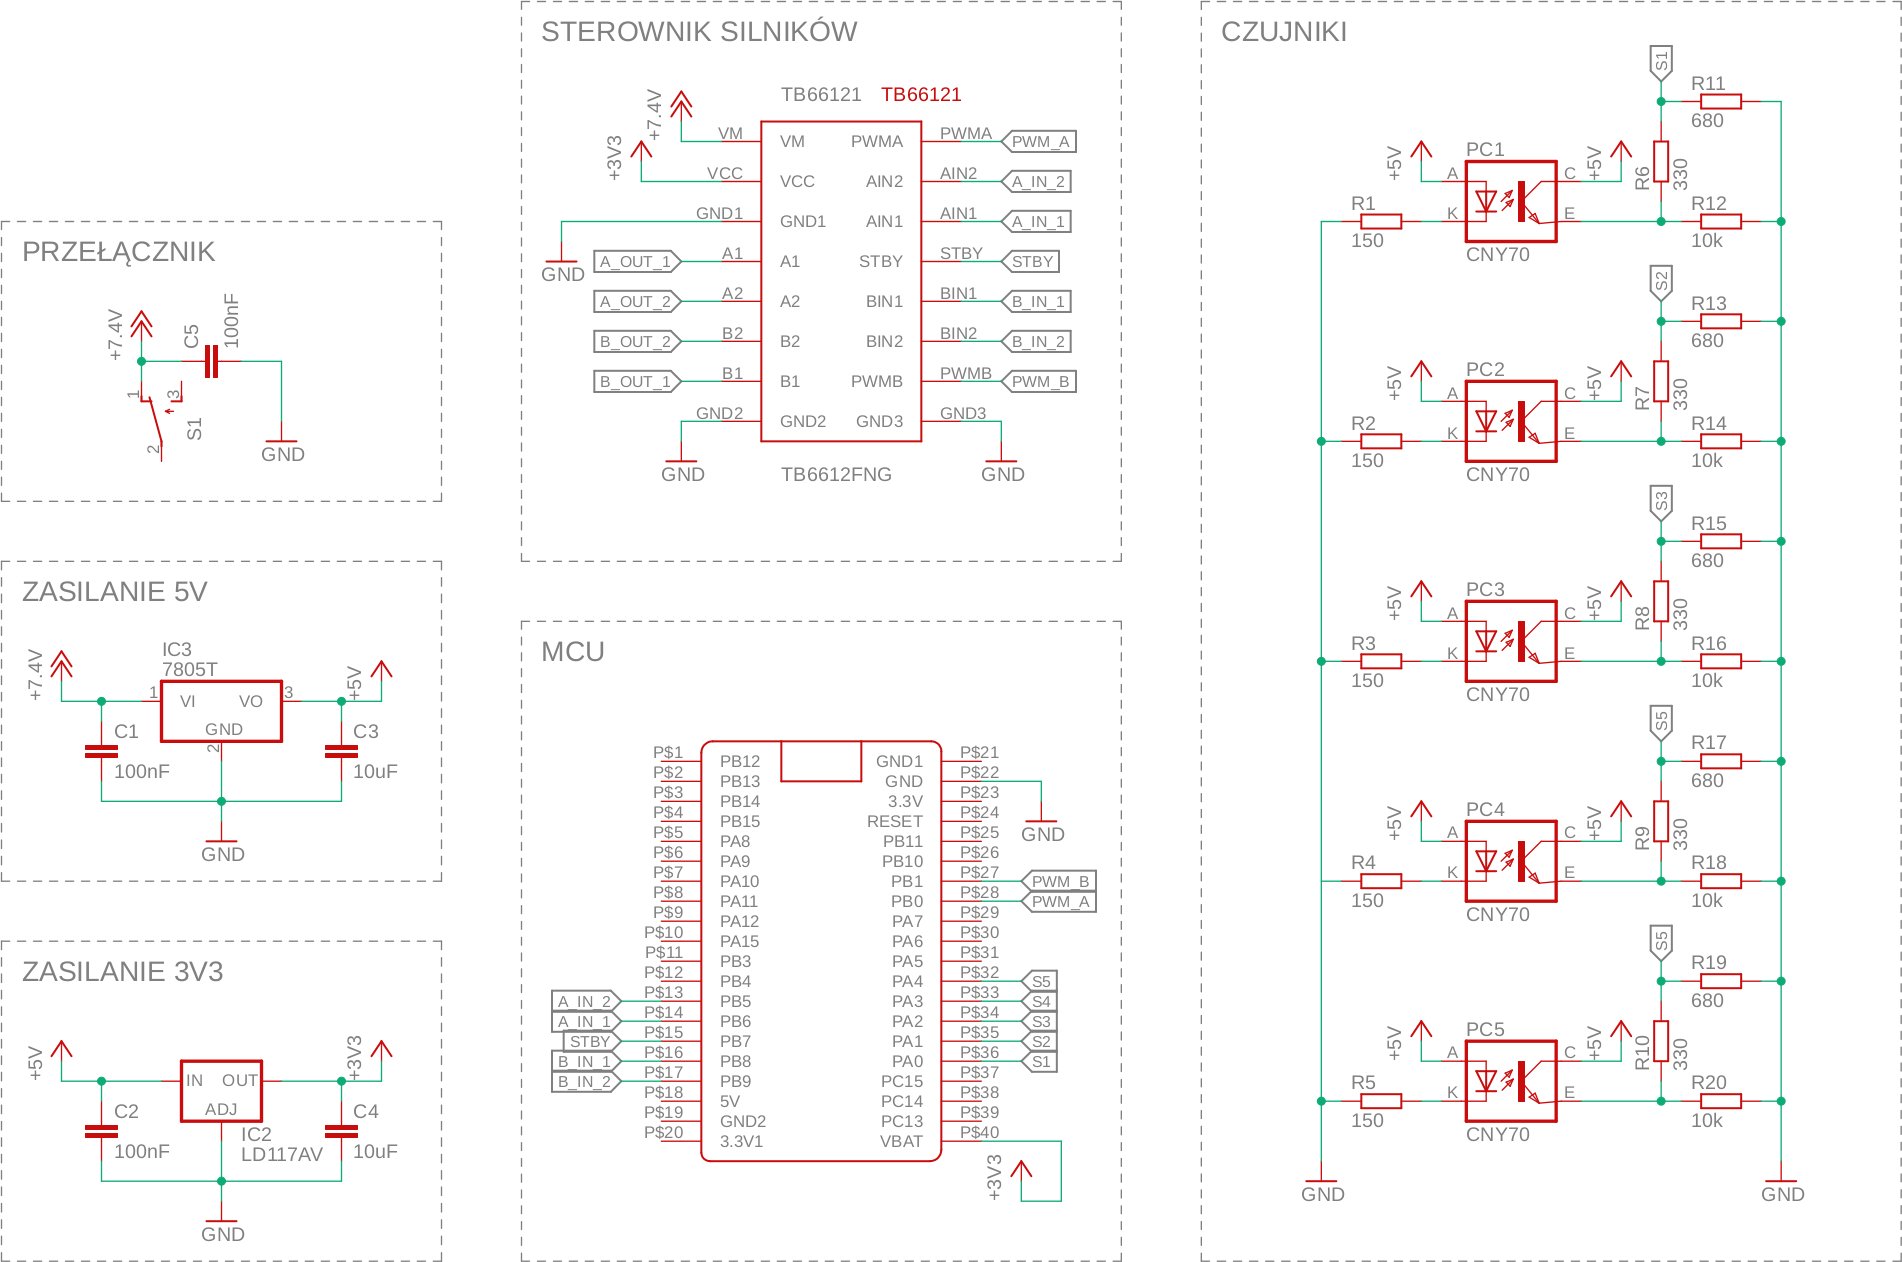 PRZEŁĄCZNIK
+7.4V
C5
100nF
1
3
2
S1
GND
ZASILANIE 5V
IC3
7805T
+7.4V
1
VI
VO
3
GND
2
+5V
C1
100nF
C3
10uF
GND
ZASILANIE 3V3
+5V
IN
OUT
ADJ
+3V3
C2
100nF
IC2
LD117AV
C4
10uF
GND
STEROWNIK SILNIKÓW
TB66121 TB66121
+7.4V
+3V3
VM VM PWMA PWMA PWM_A
VCC VCC AIN2 AIN2 A_IN_2
GND1 GND1 AIN1 AIN1 A_IN_1
GND
A_OUT_1 A1 A1 STBY STBY STBY
A_OUT_2 A2 A2 BIN1 BIN1 B_IN_1
B_OUT_2 B2 B2 BIN2 BIN2 B_IN_2
B_OUT_1 B1 B1 PWMB PWMB PWM_B
GND2 GND2 GND3 GND3
GND
TB6612FNG
GND
MCU
P$1 PB12 GND1 P$21
P$2 PB13 GND P$22
P$3 PB14 3.3V P$23
P$4 PB15 RESET P$24
GND
P$5 PA8 PB11 P$25
P$6 PA9 PB10 P$26
P$7 PA10 PB1 P$27 PWM_B
P$8 PA11 PB0 P$28 PWM_A
P$9 PA12 PA7 P$29
P$10 PA15 PA6 P$30
P$11 PB3 PA5 P$31
P$12 PB4 PA4 P$32 S5
A_IN_2 P$13 PB5 PA3 P$33 S4
A_IN_1 P$14 PB6 PA2 P$34 S3
STBY P$15 PB7 PA1 P$35 S2
B_IN_1 P$16 PB8 PA0 P$36 S1
B_IN_2 P$17 PB9 PC15 P$37
P$18 5V PC14 P$38
P$19 GND2 PC13 P$39
P$20 3.3V1 VBAT P$40
+3V3
CZUJNIKI
S1
R11
680
+5V
PC1
A
K
C
E
CNY70
+5V
R6
330
R1
150
R12
10k
S2
R13
680
+5V
PC2
A
K
C
E
CNY70
+5V
R7
330
R2
150
R14
10k
S3
R15
680
+5V
PC3
A
K
C
E
CNY70
+5V
R8
330
R3
150
R16
10k
S5
R17
680
+5V
PC4
A
K
C
E
CNY70
+5V
R9
330
R4
150
R18
10k
S5
R19
680
+5V
PC5
A
K
C
E
CNY70
+5V
R10
330
R5
150
R20
10k
GND
GND